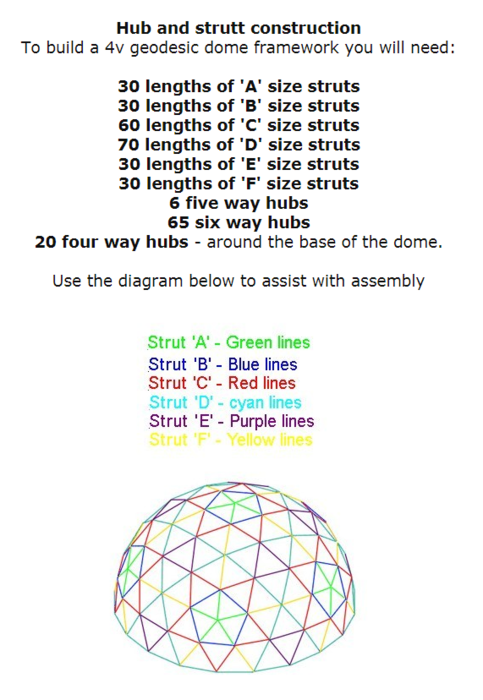 Hub and strutt construction
To build a 4v geodesic dome framework you will need:
30 lengths of 'A' size struts
30 lengths of 'B' size struts
60 lengths of 'C' size struts
70 lengths of 'D' size struts
30 lengths of 'E' size struts
30 lengths of 'F' size struts
6 five way hubs
65 six way hubs
20 four way hubs - around the base of the dome.
Use the diagram below to assist with assembly
Strut 'A' - Green lines
Strut 'B' - Blue lines
Strut 'C' - Red lines
Strut 'D' - cyan lines
Strut 'E' - Purple lines
Strut 'F' - Yellow lines